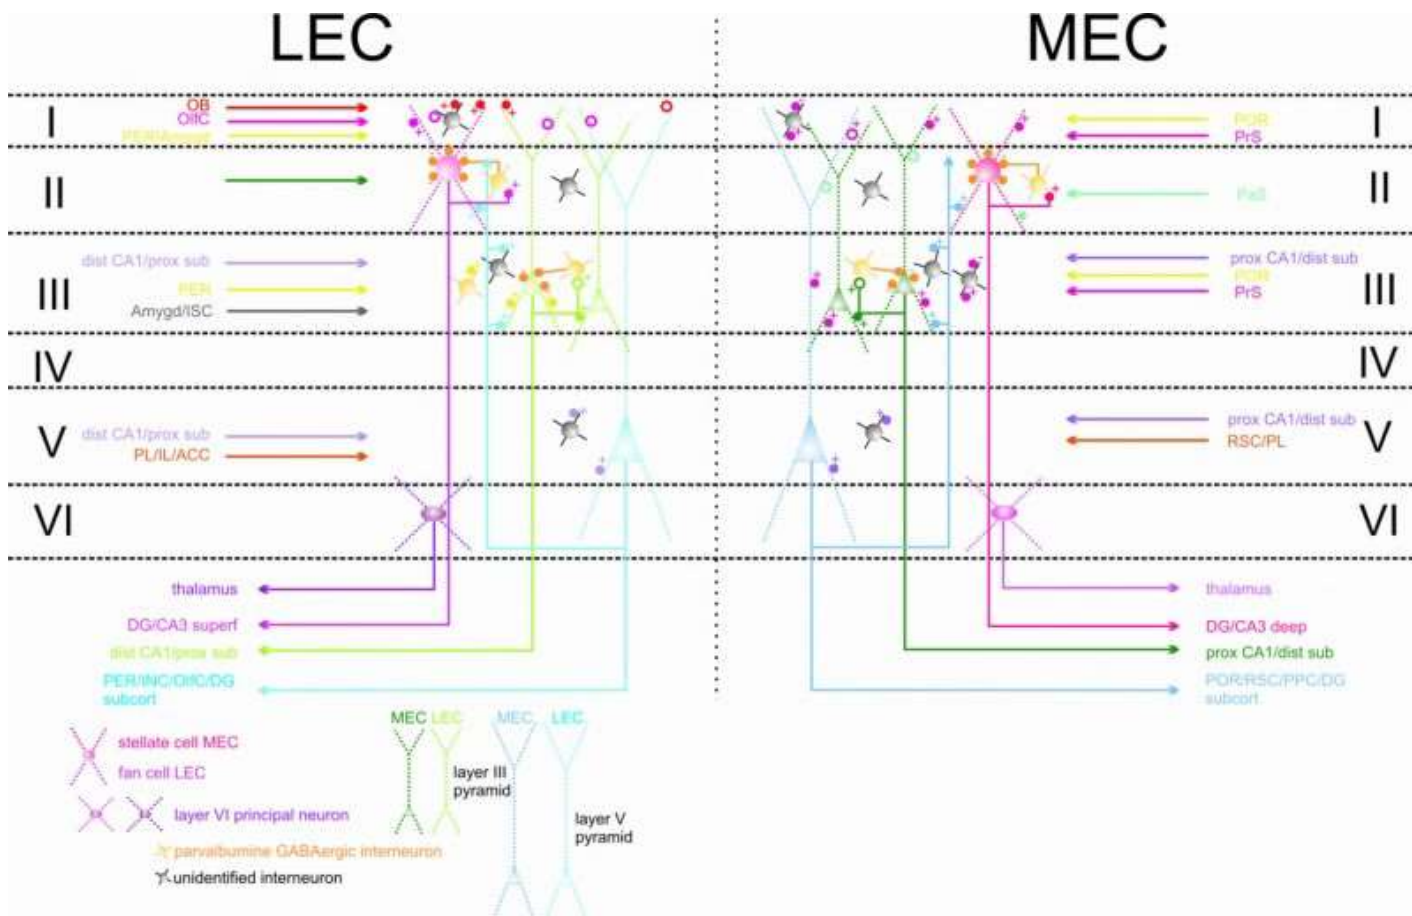 LEC MEC
I OB POR I
OlfC PrS
II PaS II
dist CA1/prox sub prox CA1/dist sub
III PER POR III
Amygd/ISC PrS
IV IV
dist CA1/prox sub prox CA1/dist sub
V PL/IL/ACC RSC/PL V
VI VI
thalamus thalamus
DG/CA3 superf DG/CA3 deep
dist CA1/prox sub prox CA1/dist sub
PER/INC/OlfC/DG POR/RSC/PPC/DG
subcort subcort
MEC LEC MEC LEC
stellate cell MEC
fan cell LEC
layer III
pyramid
layer VI principal neuron
layer V
pyramid
parvalbumine GABAergic interneuron
unidentified interneuron